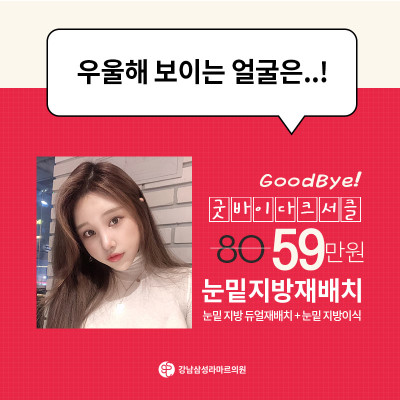 우울해 보이는 얼굴은..!
GOODBye!
굿바이다크서클
80 59만원
눈밑지방재배치
눈밑 지방 듀얼재배치 + 눈밑 지방이식
강남삼성라마르의원